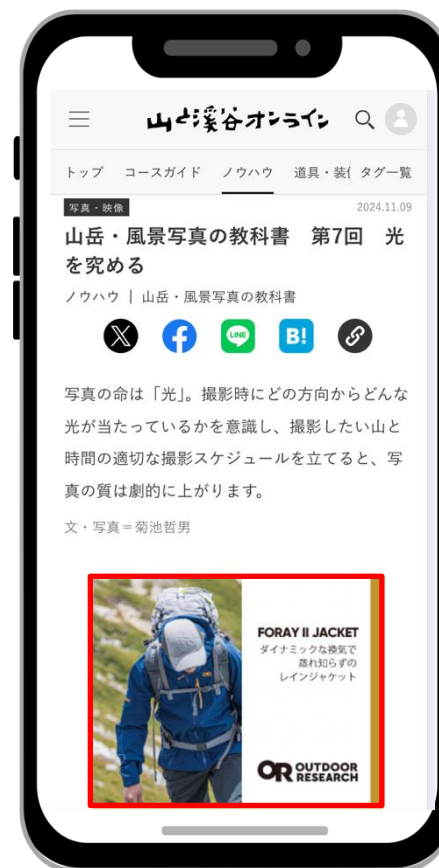 山と溪谷オンライン
トップ コースガイド ノウハウ 道具・装 タグ一覧
写真・映像 2024.11.09
山岳・風景写真の教科書 第7回 光
を究める
ノウハウ | 山岳・風景写真の教科書
LINE B!
写真の命は「光」。撮影時にどの方向からどんな
光が当たっているかを意識し、撮影したい山と
時間の適切な撮影スケジュールを立てると、写
真の質は劇的に上がります。
文・写真＝菊池哲男
FORAY II JACKET
ダイナミックな換気で
蒸れ知らずの
レインジャケット
OR OUTDOOR
RESEARCH